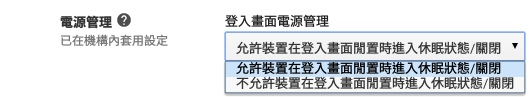 電源管理 ?
登入畫面電源管理
已在機構內套用設定
允許裝置在登入畫面閒置時進入休眠狀態/關閉
允許裝置在登入畫面閒置時進入休眠狀態/關閉
不允許裝置在登入畫面閒置時進入休眠狀態/關閉